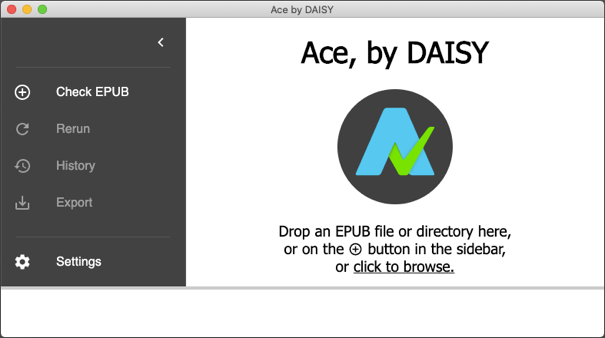 Ace by DAISY
Check EPUB
Rerun
History
Export
Settings
Ace, by DAISY
Drop an EPUB file or directory here,
or on the ⊕ button in the sidebar,
or click to browse.